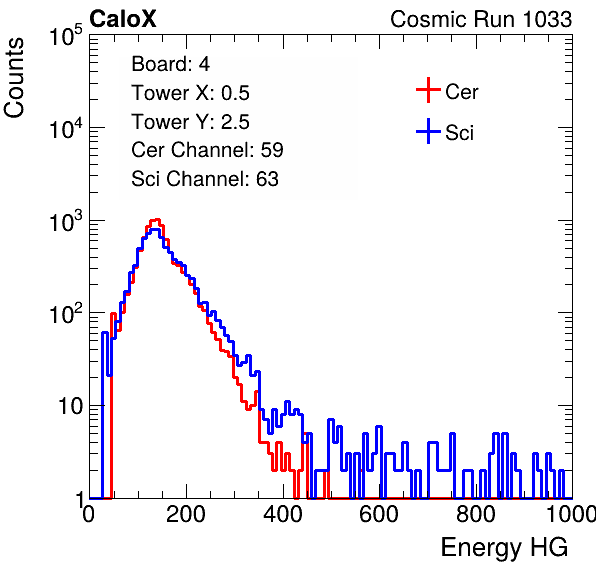 CaloX Cosmic Run 1033
Counts
10^5
10^4
10^3
10^2
10
1
Board: 4
Tower X: 0.5
Tower Y: 2.5
Cer Channel: 59
Sci Channel: 63
Cer
Sci
0 200 400 600 800 1000
Energy HG